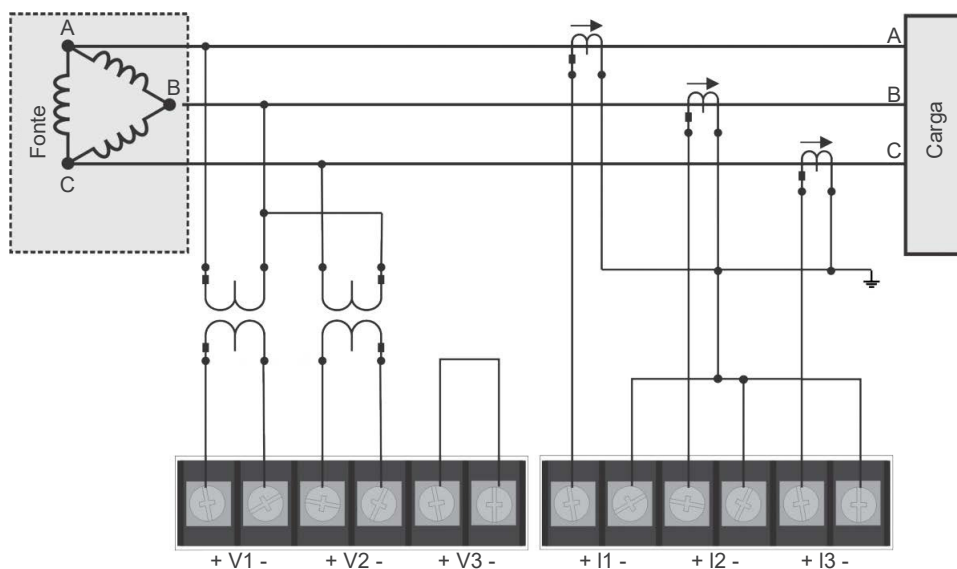 A
B
C
Fonte
A
B
C
Carga
+ V1 -
+ V2 -
+ V3 -
+ I1 -
+ I2 -
+ I3 -